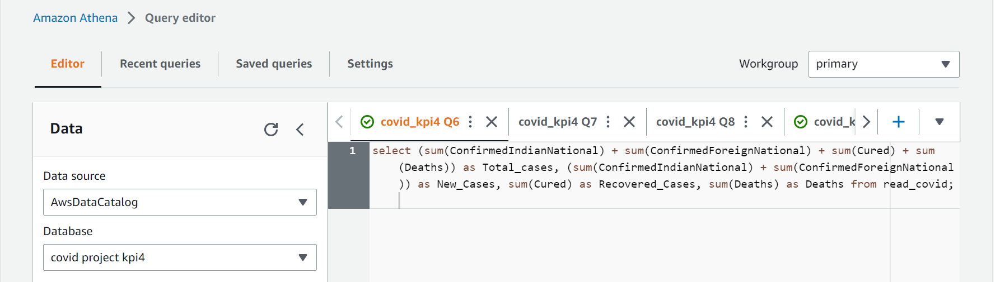 Amazon Athena > Query editor
Editor Recent queries Saved queries Settings Workgroup primary
Data
Data source
AwsDataCatalog
Database
covid project kpi4
covid_kpi4 Q6 covid_kpi4 Q7 covid_kpi4 Q8 covid_k
1 select (sum(ConfirmedIndianNational) + sum(ConfirmedForeignNational) + sum(Cured) + sum
(Deaths)) as Total_cases, (sum(ConfirmedIndianNational) + sum(ConfirmedForeignNational
)) as New_Cases, sum(Cured) as Recovered_Cases, sum(Deaths) as Deaths from read_covid;